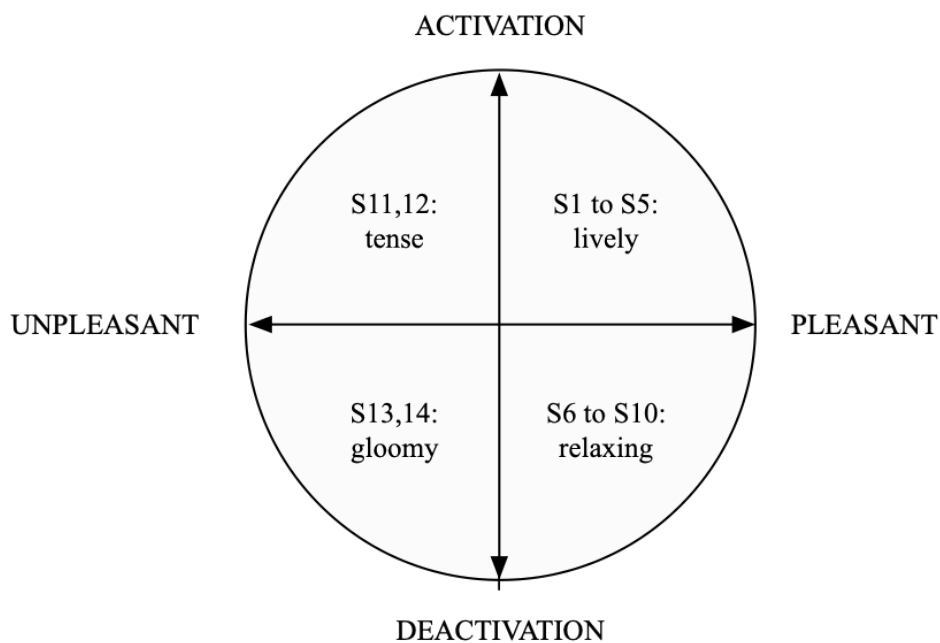 ACTIVATION
S11,12:
tense
S1 to S5:
lively
UNPLEASANT
PLEASANT
S13,14:
gloomy
S6 to S10:
relaxing
DEACTIVATION